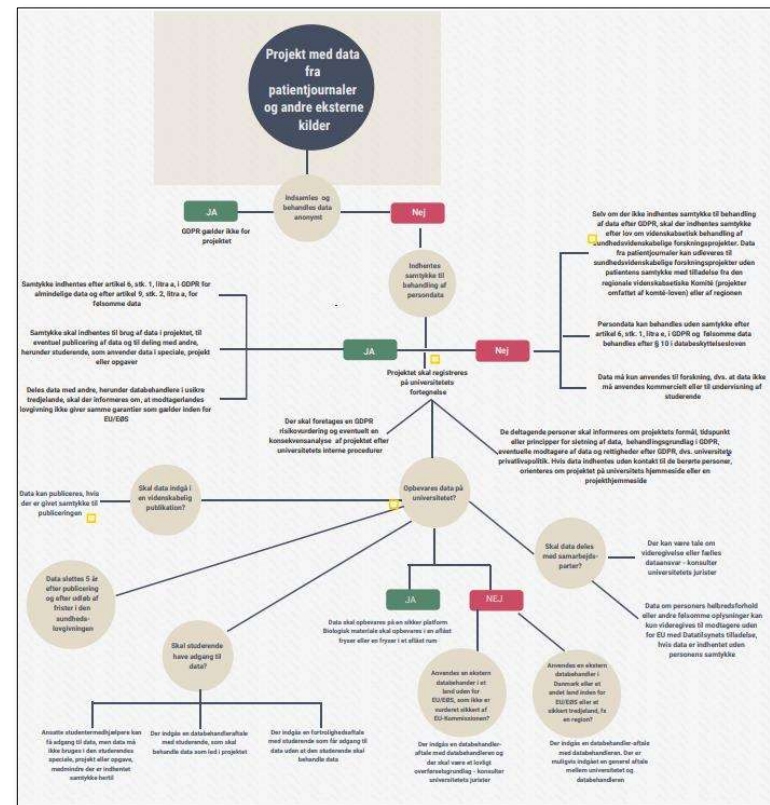 Projekt med data
fra
patientjournaler
og andre eksterne
kilder
Indsamles og
behandles data
anonymt
JA
Nej
GDPR gælder ikke for
projektet
Indhentes
samtykke til
behandling af
persondata
Selv om der ikke indhentes samtykke til behandling
af data efter GDPR, skal der indhentes samtykke
efter lov om videnskabsetisk behandling af
sundhedsvidenskabelige forskningsprojekter. Data
fra patientjournaler kan udleveres til
sundhedsvidenskabelige forskningsprojekter uden
patientens samtykke med tilladelse fra den
regionale videnskabsetiske Komité (projekter
omfattet af komité-loven) eller af regionen
Samtykke indhentes efter artikel 6, stk. 1, litra a, i GDPR for
almindelige data og efter artikel 9, stk. 2, litra a, for
følsomme data
Samtykke skal indhentes til brug af data i projektet, til
eventuel publicering af data og til deling med andre,
herunder studerende, som anvender data i speciale, projekt
eller opgaver
Deles data med andre, herunder databehandlere i usikre
tredjelande, skal der informeres om, at modtagerlandes
lovgivning ikke giver samme garantier som gælder inden for
EU/EØS
JA
Nej
Persondata kan behandles uden samtykke efter
artikel 6, stk. 1, litra e, i GDPR og følsomme data
behandles efter § 10 i databeskyttelsesloven
Data må kun anvendes til forskning, dvs. at data ikke må
anvendes kommercielt eller til undervisning af
studerende
Projektet skal registreres
på universitetets
fortegnelse
Der skal foretages en GDPR
risikovurdering og eventuelt en
konsekvensanalyse af projektet efter
universitetets interne procedurer
De deltagende personer skal informeres om projektets formål, tidspunkt
eller principper for sletning af data, behandlingsgrundlag i GDPR,
eventuelle modtagere af data og rettigheder efter GDPR, dvs. universitets
privatlivspolitik. Hvis data indhentes uden kontakt til de berørte personer,
orienteres om projektet på universitets hjemmeside eller en
projekthjemmeside
Data kan publiceres, hvis
der er givet samtykke til
publiceringen
Skal data indgå i
en videnskabelig
publikation?
Opbevares data på
universitetet?
Skal data deles
med samarbejds-
parter?
Der kan være tale om
videregivelse eller fælles
dataansvar - konsulter
universitetets jurister
Data slettes 5 år
efter publicering
og efter udløb af
frister i den
sundheds-
lovgivningen
JA
NEJ
Data om personers helbredsforhold
eller andre følsomme oplysninger kan
kun videregives til modtagere uden
for EU med Datatilsynets tilladelse,
hvis data er indhentet uden
personens samtykke
Data skal opbevares på en sikker platform
Biologisk materiale skal opbevares i en aflåst
fryser eller en fryser i et aflåst rum
Skal studerende
have adgang til
data?
Anvendes en ekstern
databehandler i et
land uden for
EU/EØS, som ikke er
vurderet sikkert af
EU-Kommissionen?
Anvendes en ekstern
databehandler i
Danmark eller et
andet land inden for
EU/EØS eller et
sikkert tredjeland, fx
en region?
Ansatte studentermedhjælpere kan
få adgang til data, men data må
ikke bruges i den studerendes
speciale, projekt eller opgave,
medmindre der er indhentet
samtykke hertil
Der indgås en databehandleraftale
med studerende, som skal
behandle data som led i projektet
Der indgås en fortrolighedsaftale
med studerende som får adgang til
data uden at den studerende skal
behandle data
Der indgås en databehandler-
aftale med databehandleren og
der skal være et lovligt
overførselsgrundlag - konsulter
universitetets jurister
Der indgås en databehandler-aftale
med databehandleren. Der er
muligvis indgået en generel aftale
mellem universitetet og
databehandleren